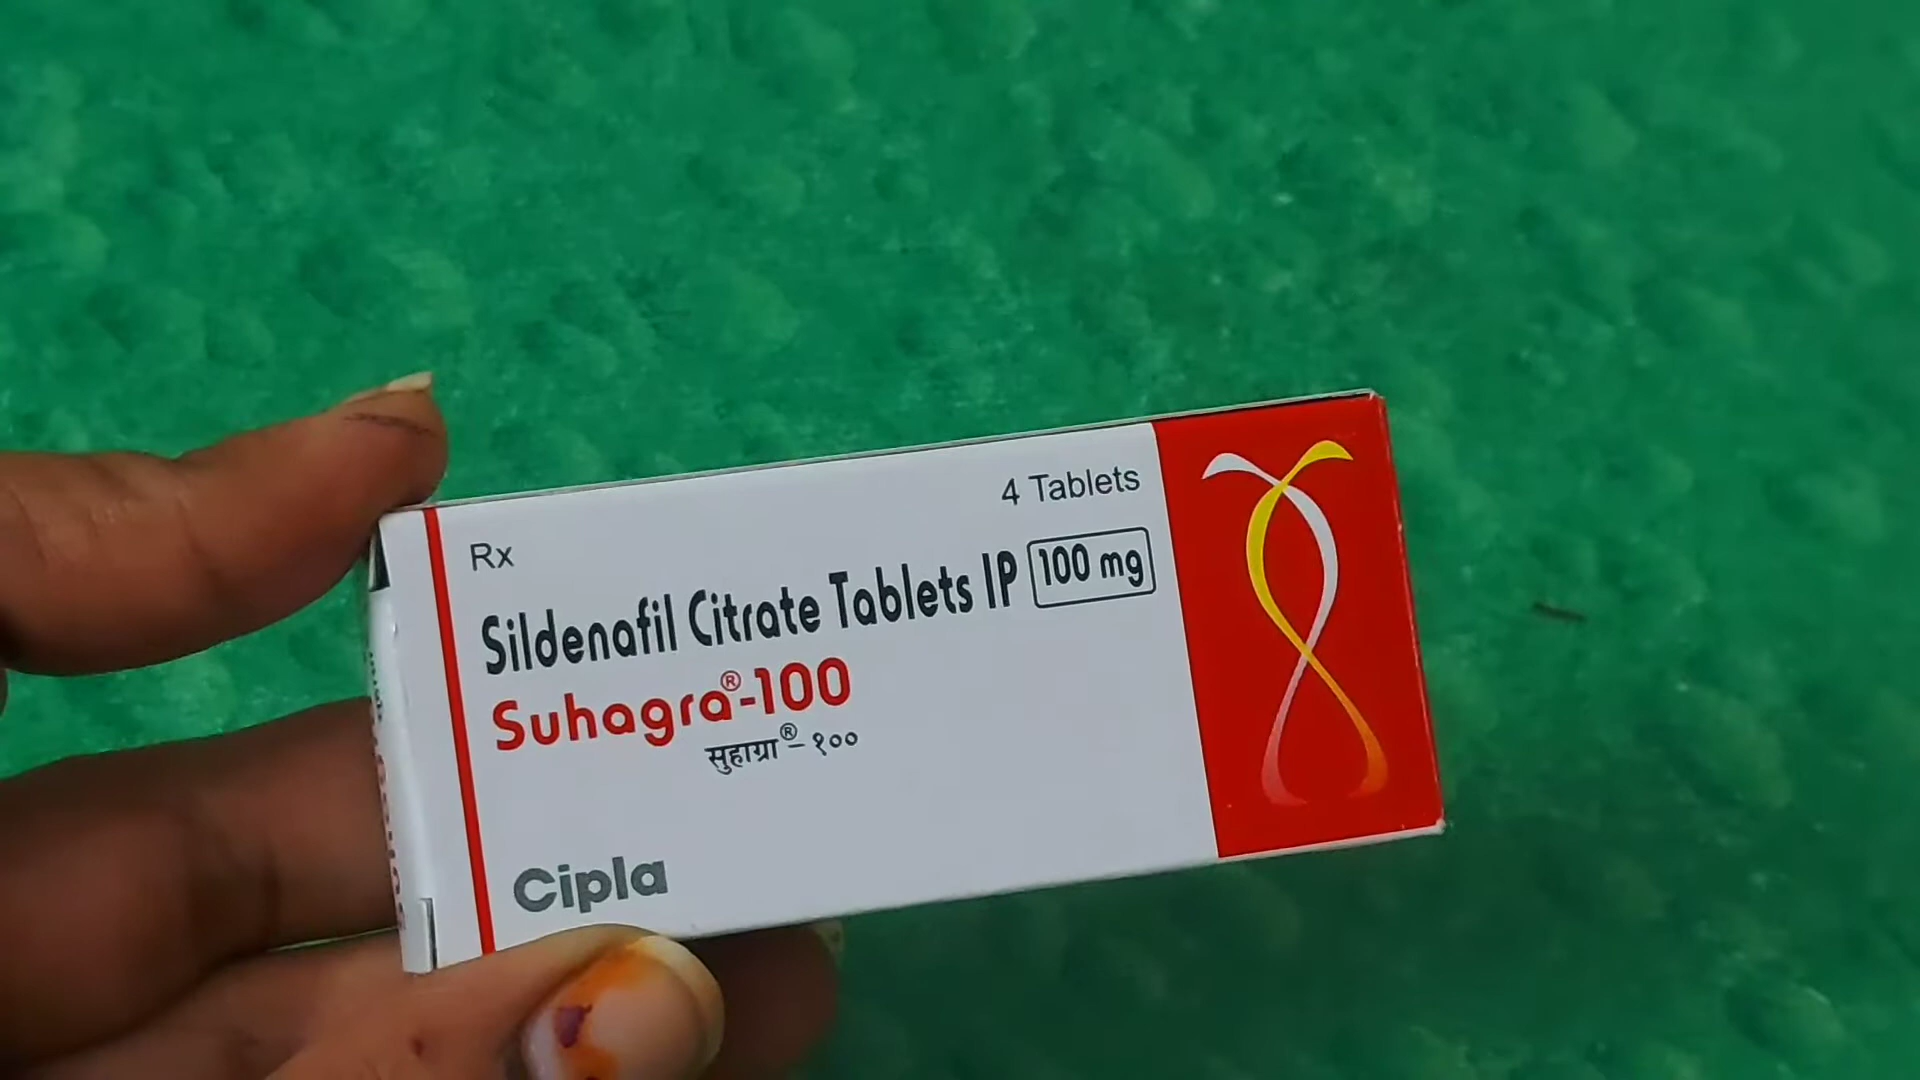 4 Tablets
Rx
Sildenafil Citrate Tablets IP 100 mg
Suhagra®-100
सुहाग्रा®-१००
Cipla